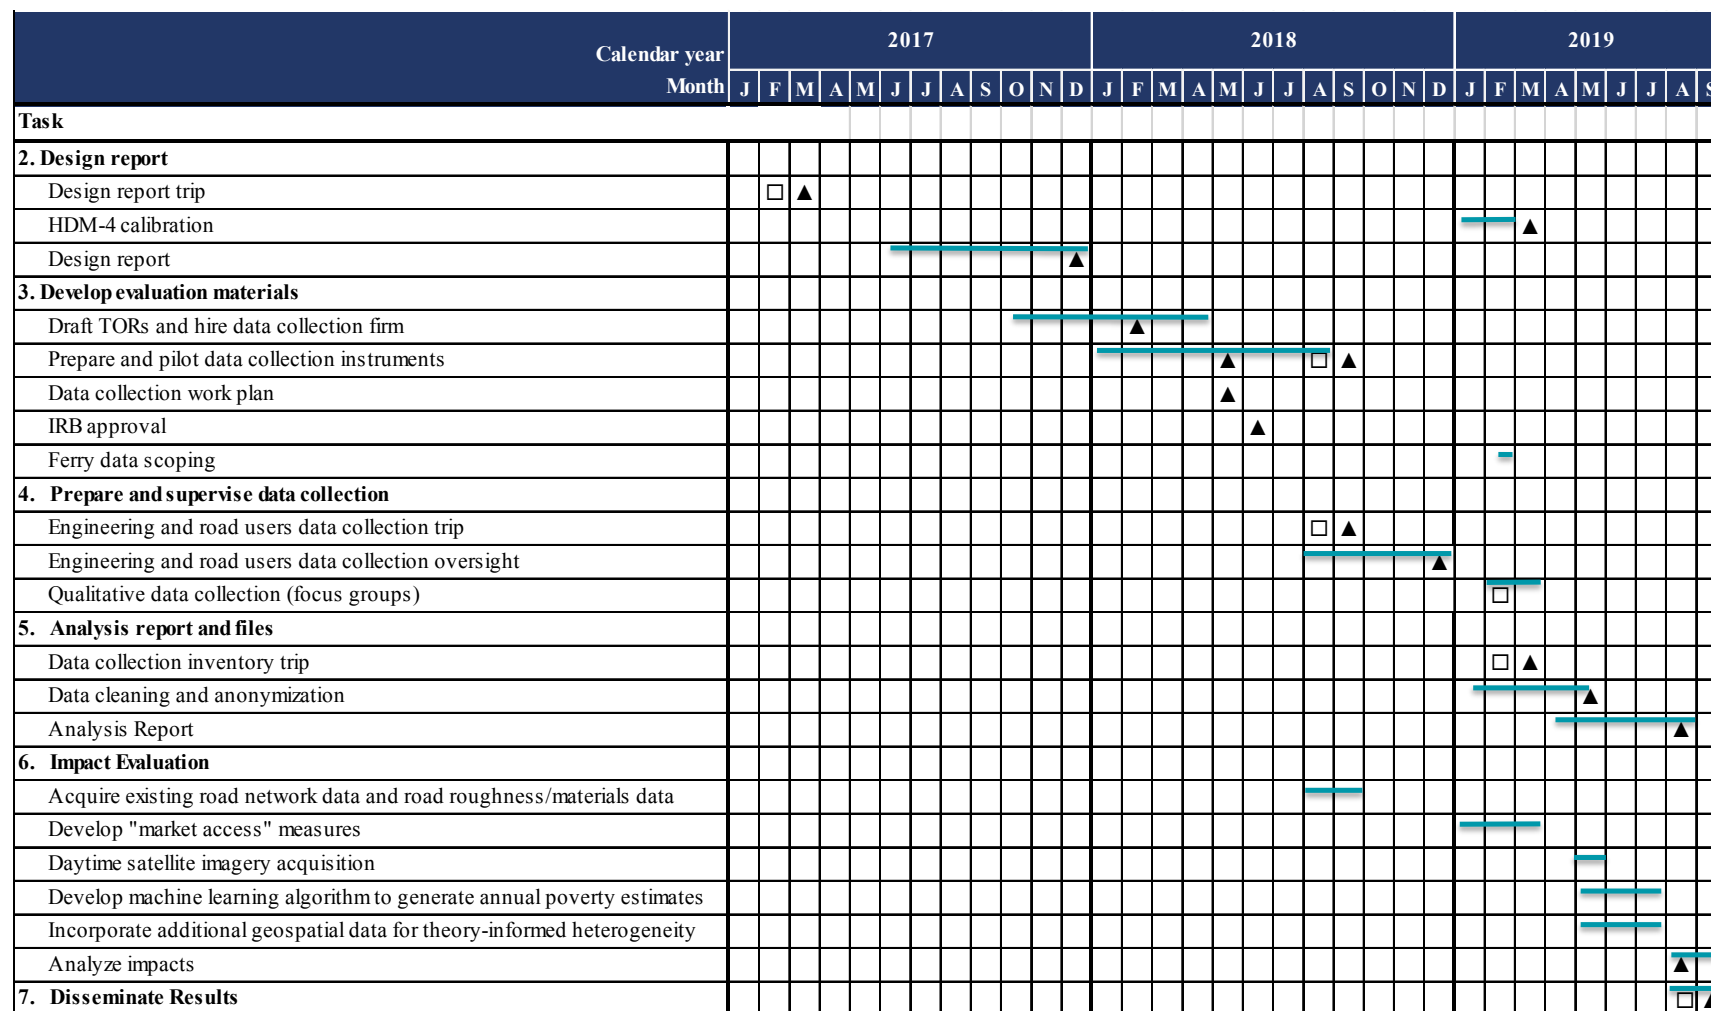 Calendar year 2017 2018 2019
Month J F M A M J J A S O N D J F M A M J J A S O N D J F M A M J J A S
Task
2. Design report
Design report trip
HDM-4 calibration
Design report
3. Develop evaluation materials
Draft TORs and hire data collection firm
Prepare and pilot data collection instruments
Data collection work plan
IRB approval
Ferry data scoping
4. Prepare and supervise data collection
Engineering and road users data collection trip
Engineering and road users data collection oversight
Qualitative data collection (focus groups)
5. Analysis report and files
Data collection inventory trip
Data cleaning and anonymization
Analysis Report
6. Impact Evaluation
Acquire existing road network data and road roughness/materials data
Develop "market access" measures
Daytime satellite imagery acquisition
Develop machine learning algorithm to generate annual poverty estimates
Incorporate additional geospatial data for theory-informed heterogeneity
Analyze impacts
7. Disseminate Results